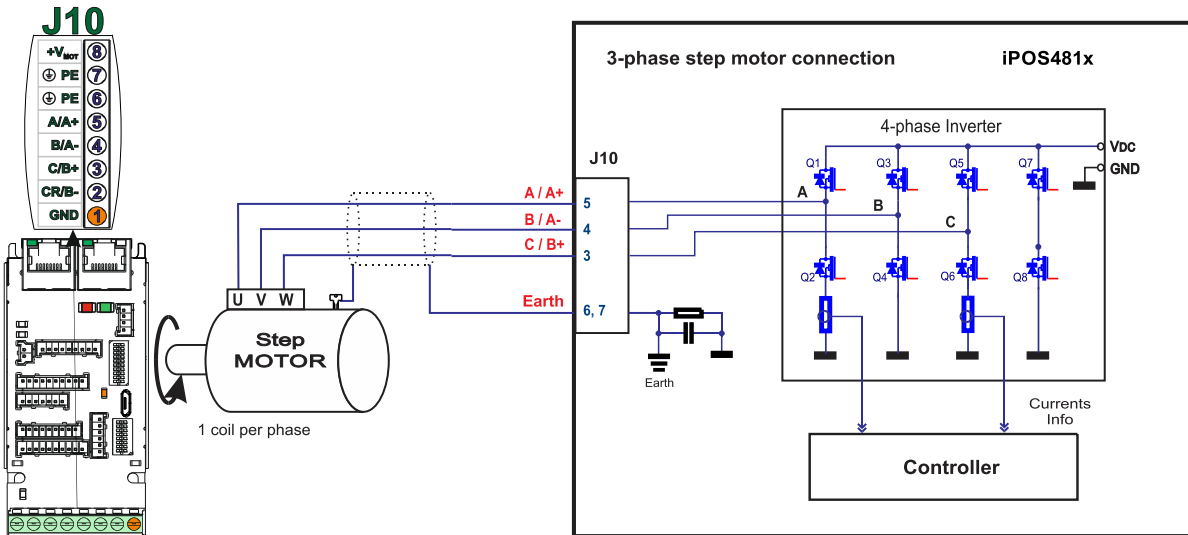 J10
+VMOT 8
PE 7
PE 6
A/A+ 5
B/A- 4
C/B+ 3
CR/B- 2
GND 1
3-phase step motor connection
iPOS481x
4-phase Inverter
J10
Q1
Q3
Q5
Q7
VDC
GND
A / A+
5
A
B / A-
4
B
C / B+
3
C
Q2
Q4
Q6
Q8
Earth
6, 7
U V W
Step
MOTOR
1 coil per phase
Earth
Currents
Info
Controller